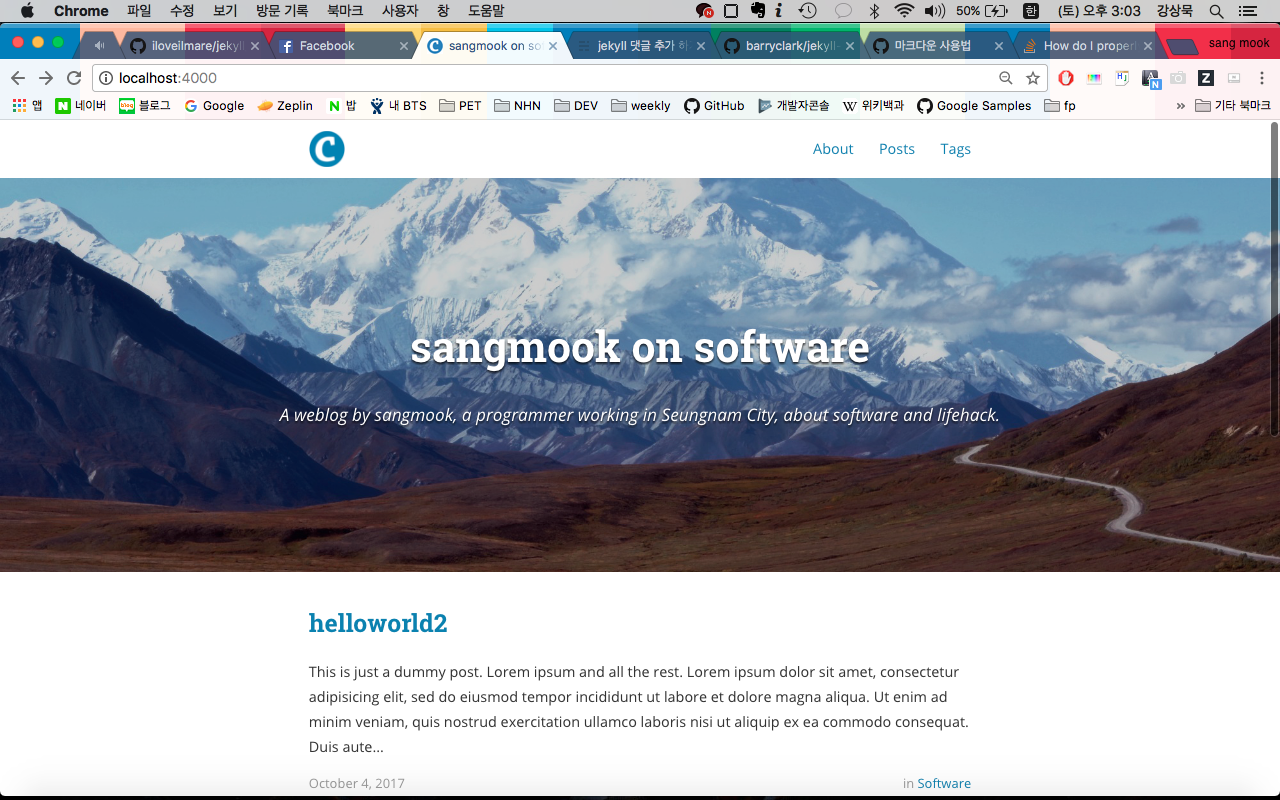 Chrome 파일 수정 보기 방문 기록 북마크 사용자 창 도움말 50% 한 (토) 오후 3:03 강상묵
iloveilmare/jekyl Facebook sangmook on so jekyll 댓글 추가 하 barryclark/jekyll 마크다운 사용법 How do I proper sang mook
localhost:4000
앱 네이버 블로그 Google Zeplin 밥 내 BTS PET NHN DEV weekly GitHub 개발자콘솔 위키백과 Google Samples fp » 기타 북마크
About Posts Tags
sangmook on software
A weblog by sangmook, a programmer working in Seungnam City, about software and lifehack.
helloworld2
This is just a dummy post. Lorem ipsum and all the rest. Lorem ipsum dolor sit amet, consectetur
adipisicing elit, sed do eiusmod tempor incididunt ut labore et dolore magna aliqua. Ut enim ad
minim veniam, quis nostrud exercitation ullamco laboris nisi ut aliquip ex ea commodo consequat.
Duis aute...
October 4, 2017 in Software